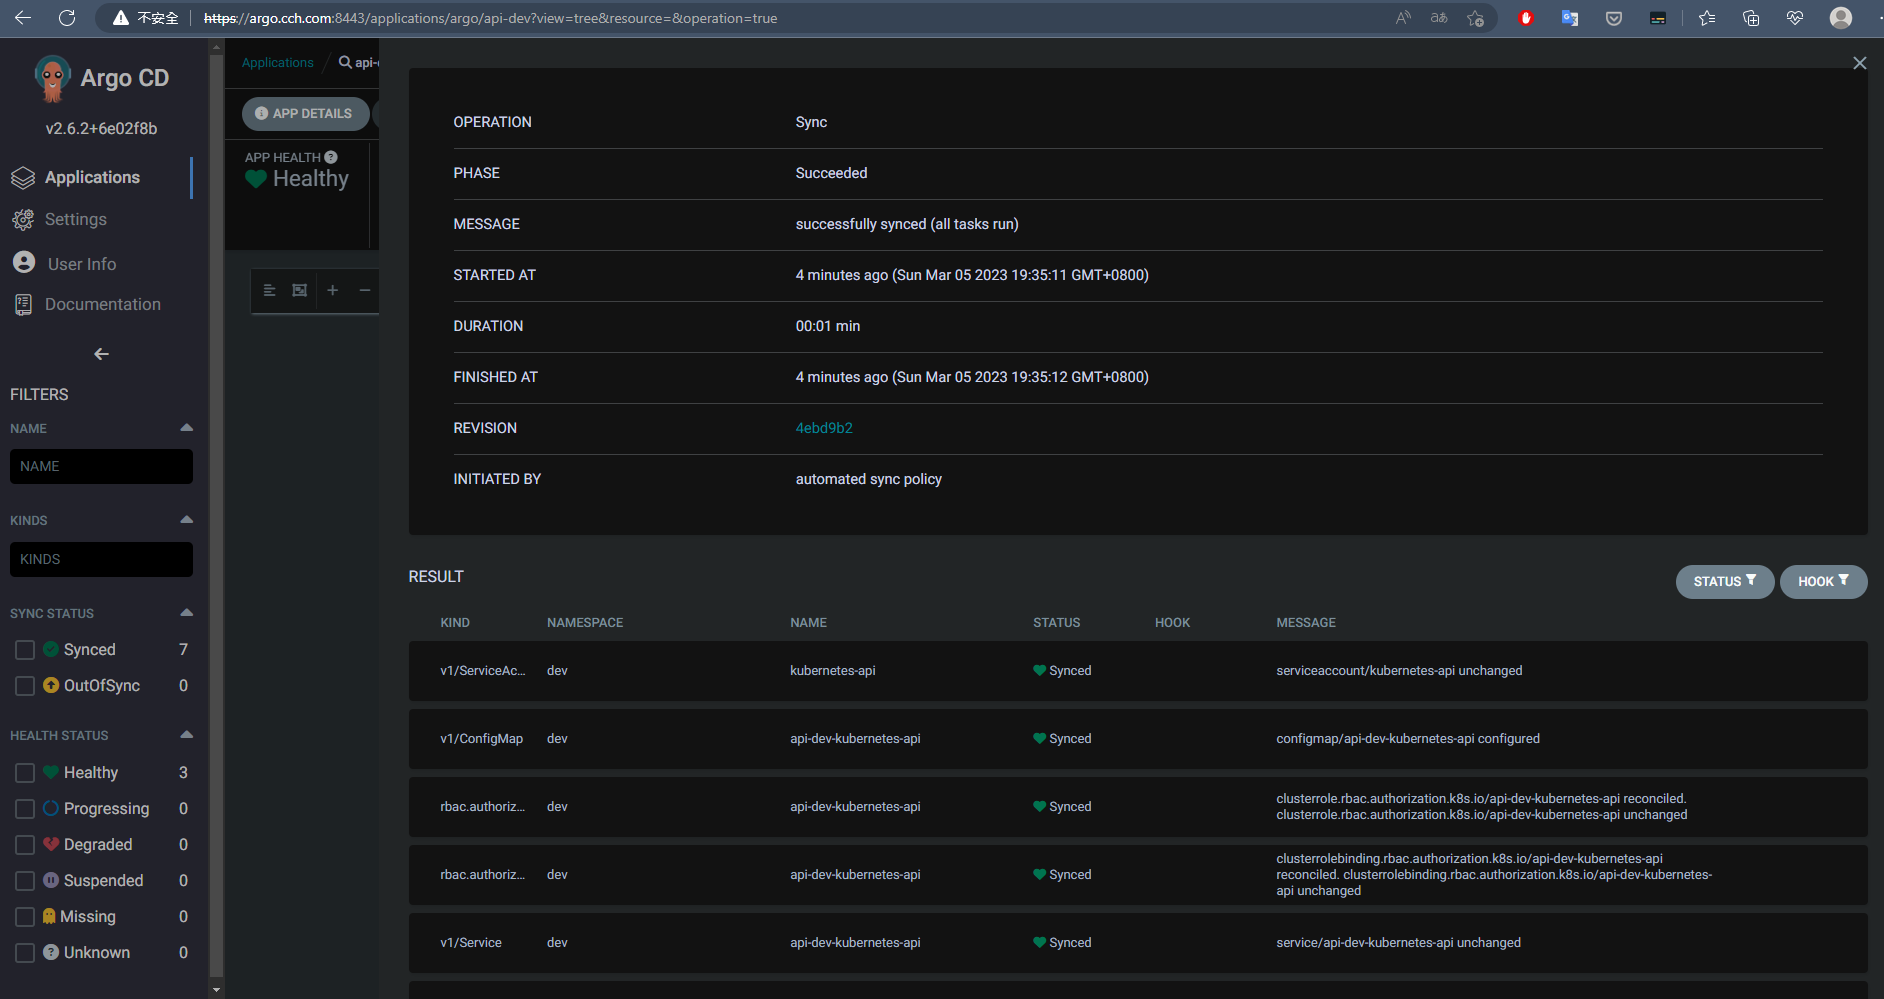 不安全
https://argo.cch.com:8443/applications/argo/api-dev?view=tree&resource=&operation=true
Argo CD
v2.6.2+6e02f8b
Applications
Settings
User Info
Documentation
FILTERS
NAME
NAME
KINDS
KINDS
SYNC STATUS
Synced 7
OutOfSync 0
HEALTH STATUS
Healthy 3
Progressing 0
Degraded 0
Suspended 0
Missing 0
Unknown 0
Applications / api-
APP DETAILS
APP HEALTH
Healthy
OPERATION Sync
PHASE Succeeded
MESSAGE successfully synced (all tasks run)
STARTED AT 4 minutes ago (Sun Mar 05 2023 19:35:11 GMT+0800)
DURATION 00:01 min
FINISHED AT 4 minutes ago (Sun Mar 05 2023 19:35:12 GMT+0800)
REVISION 4ebd9b2
INITIATED BY automated sync policy
RESULT
STATUS HOOK
KIND NAMESPACE NAME STATUS HOOK MESSAGE
v1/ServiceAc... dev kubernetes-api Synced serviceaccount/kubernetes-api unchanged
v1/ConfigMap dev api-dev-kubernetes-api Synced configmap/api-dev-kubernetes-api configured
rbac.authoriz... dev api-dev-kubernetes-api Synced clusterrole.rbac.authorization.k8s.io/api-dev-kubernetes-api reconciled.
clusterrole.rbac.authorization.k8s.io/api-dev-kubernetes-api unchanged
rbac.authoriz... dev api-dev-kubernetes-api Synced clusterrolebinding.rbac.authorization.k8s.io/api-dev-kubernetes-api
reconciled. clusterrolebinding.rbac.authorization.k8s.io/api-dev-kubernetes-
api unchanged
v1/Service dev api-dev-kubernetes-api Synced service/api-dev-kubernetes-api unchanged